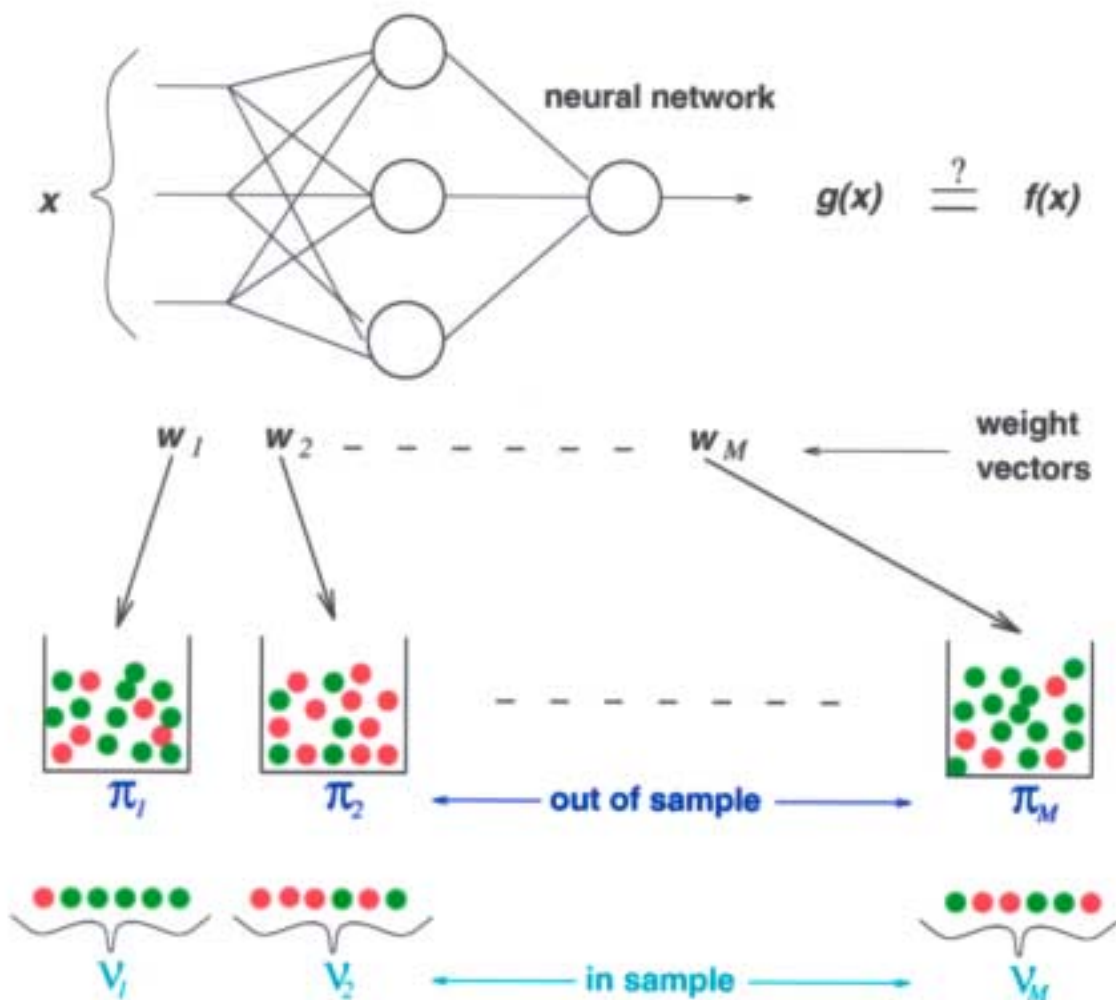 neural network
x
g(x) ? = f(x)
w1 w2 – – – – – – wM
weight
vectors
– – – – – – – –
π1 π2 out of sample πM
ν1 ν2 in sample νM